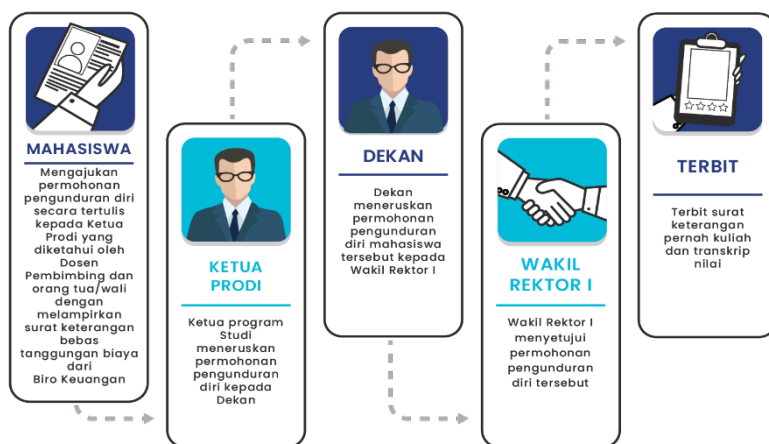 MAHASISWA
Mengajukan
permohonan
pengunduran diri
secara tertulis
kepada Ketua
Prodi yang
diketahui oleh
Dosen
Pembimbing dan
orang tua/wali
dengan
melampirkan
surat keterangan
bebas
tanggungan biaya
dari
Biro Keuangan
KETUA
PRODI
Ketua program
Studi
meneruskan
permohonan
pengunduran
diri kepada
Dekan
DEKAN
Dekan
meneruskan
permohonan
pengunduran
diri mahasiswa
tersebut kepada
Wakil Rektor I
WAKIL
REKTOR I
Wakil Rektor I
menyetujui
permohonan
pengunduran
diri tersebut
TERBIT
Terbit surat
keterangan
pernah kuliah
dan transkrip
nilai